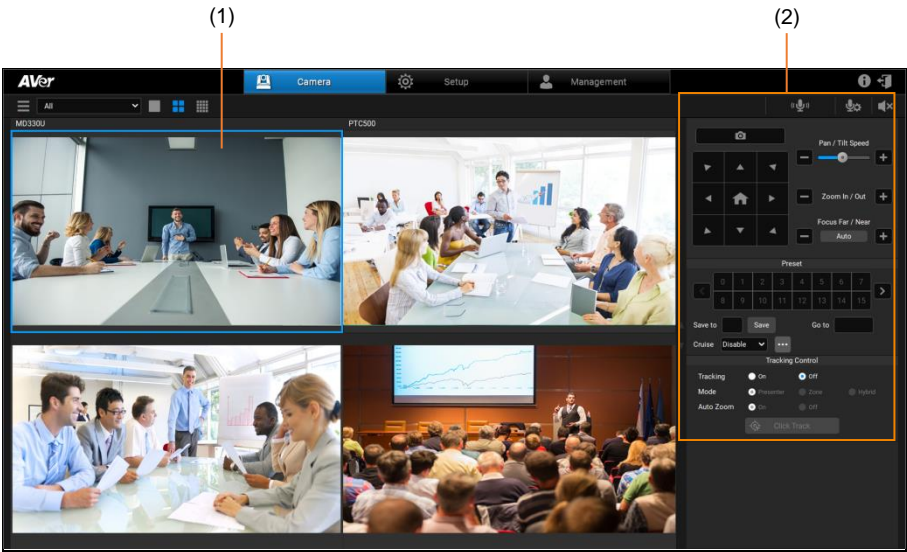 (1)
(2)
AVer
Camera
Setup
Management
All
MD330U
PTC500
Pan / Tilt Speed
Zoom In / Out
Focus Far / Near
Auto
Preset
0 1 2 3 4 5 6 7
8 9 10 11 12 13 14 15
Save to Save Go to
Cruise Disable
Tracking Control
Tracking On Off
Mode Presenter Zone Hybrid
Auto Zoom On Off
Click Track